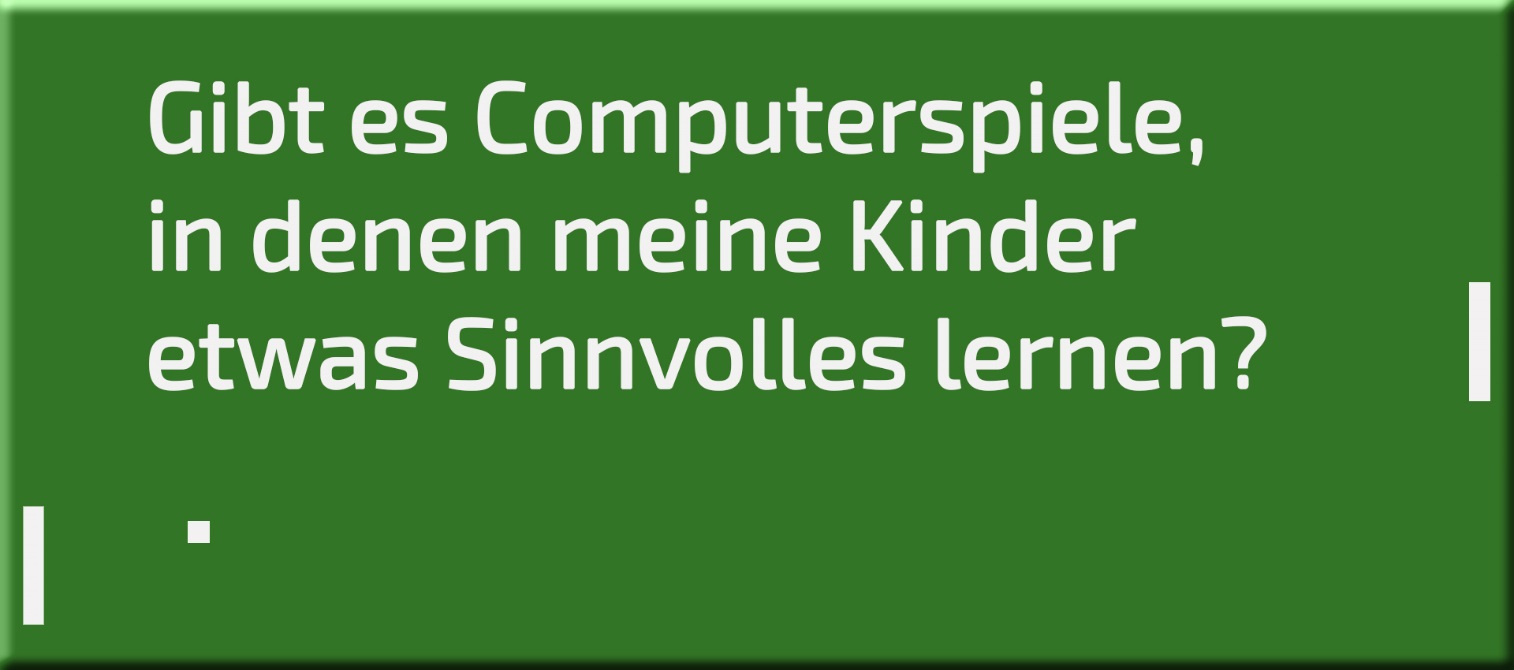 Gibt es Computerspiele,
in denen meine Kinder
etwas Sinnvolles lernen?